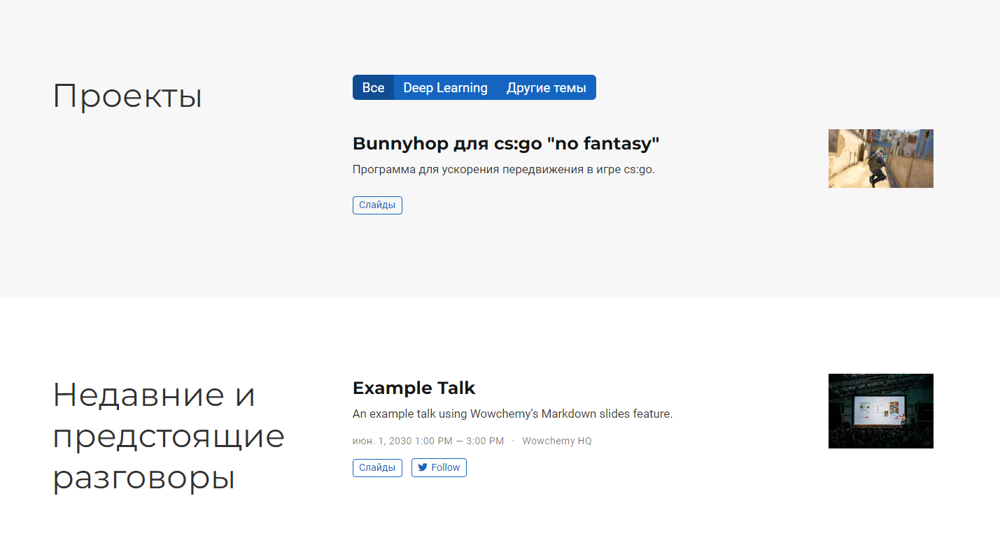 Проекты
Все Deep Learning Другие темы
Bunnyhop для cs:go "no fantasy"
Программа для ускорения передвижения в игре cs:go.
Слайды
Недавние и
предстоящие
разговоры
Example Talk
An example talk using Wowchemy’s Markdown slides feature.
июн. 1, 2030 1:00 PM — 3:00 PM · Wowchemy HQ
Слайды Follow